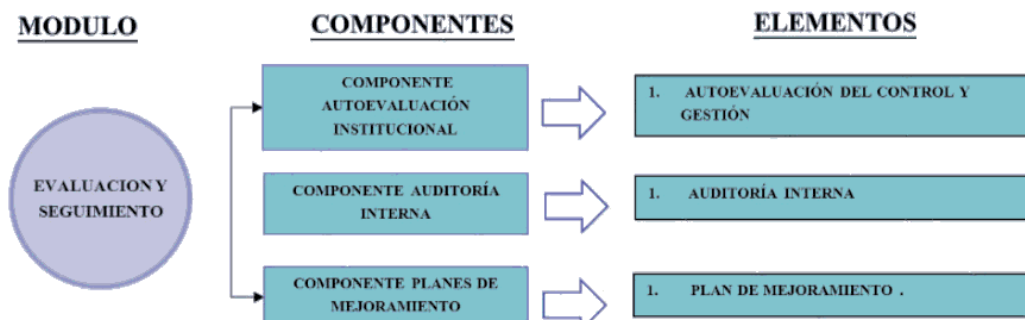 MODULO
COMPONENTES
ELEMENTOS
EVALUACION Y
SEGUIMIENTO
COMPONENTE
AUTOEVALUACIÓN
INSTITUCIONAL
1. AUTOEVALUACIÓN DEL CONTROL Y
GESTIÓN
COMPONENTE AUDITORÍA
INTERNA
1. AUDITORÍA INTERNA
COMPONENTE PLANES DE
MEJORAMIENTO
1. PLAN DE MEJORAMIENTO .